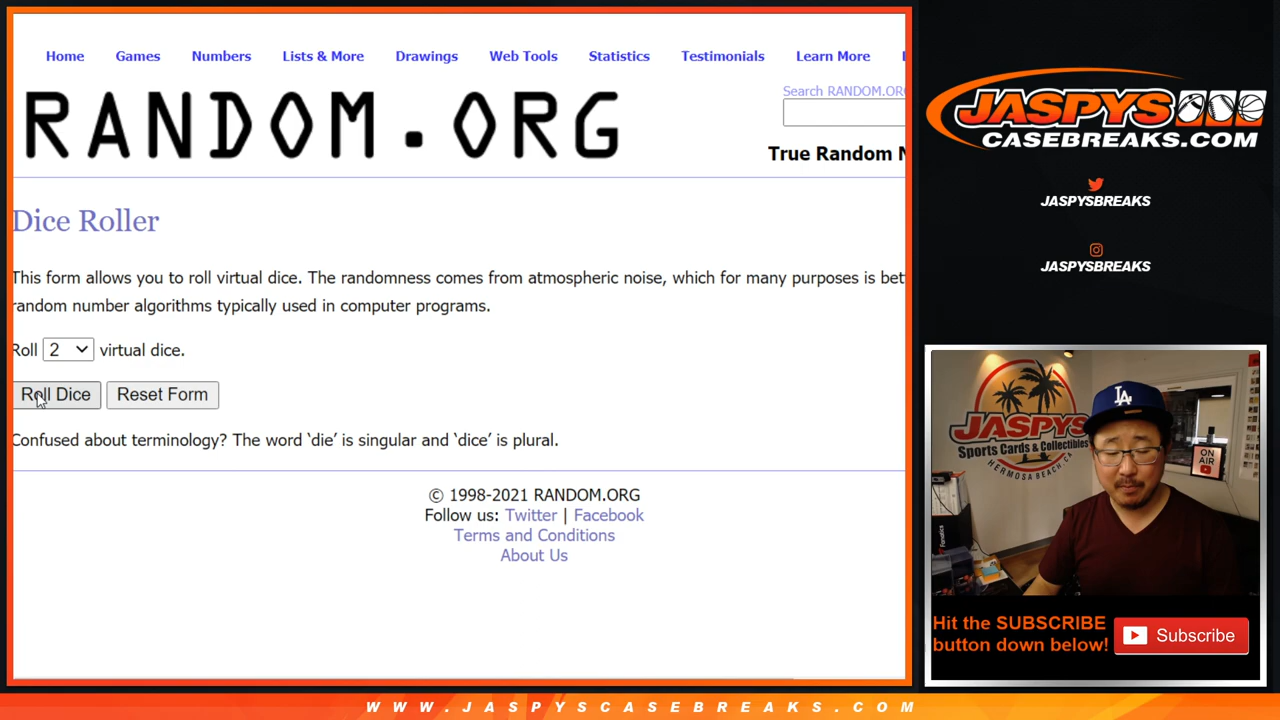 Home Games Numbers Lists & More Drawings Web Tools Statistics Testimonials Learn More
RANDOM.ORG
Search RANDOM.ORG
True Random N
Dice Roller
This form allows you to roll virtual dice. The randomness comes from atmospheric noise, which for many purposes is bet
random number algorithms typically used in computer programs.
Roll 2 virtual dice.
Roll Dice Reset Form
Confused about terminology? The word ‘die’ is singular and ‘dice’ is plural.
© 1998-2021 RANDOM.ORG
Follow us: Twitter | Facebook
Terms and Conditions
About Us
JASPYS
CASEBREAKS.COM
JASPYSBREAKS
JASPYSBREAKS
JASPYS
Sports Cards & Collectibles
HERMOSA BEACH, CA
LA
ON
AIR
Fanatics
Hit the SUBSCRIBE
button down below!
Subscribe
WWW.JASPYSCASEBREAKS.COM